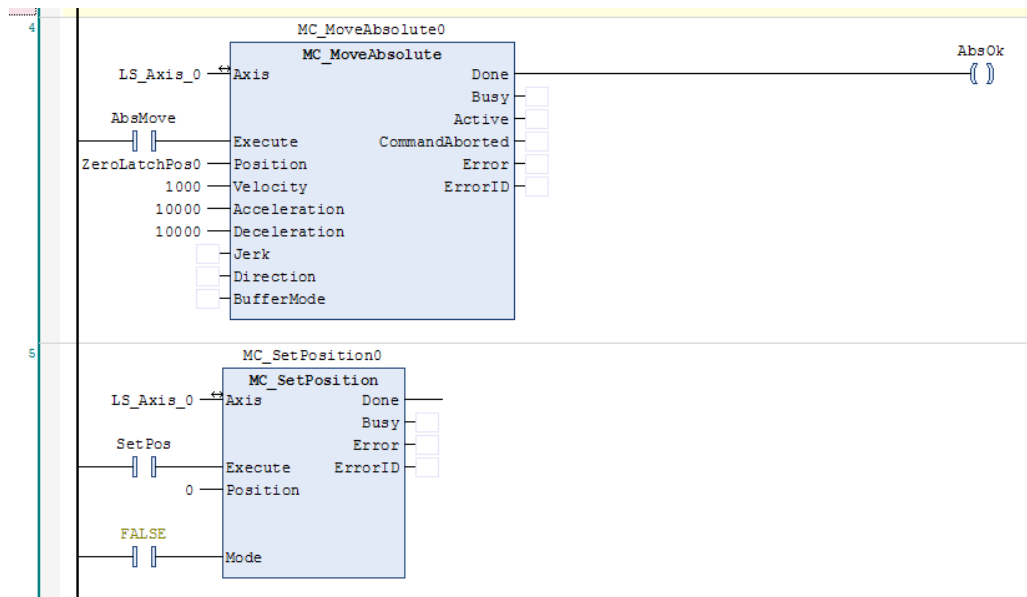 4
MC_MoveAbsolute0
MC_MoveAbsolute
AbsOk
LS_Axis_0 Axis Done
Busy
AbsMove Active
Execute CommandAborted
ZeroLatchPos0 Position Error
1000 Velocity ErrorID
10000 Acceleration
10000 Deceleration
Jerk
Direction
BufferMode
5
MC_SetPosition0
MC_SetPosition
LS_Axis_0 Axis Done
Busy
SetPos Error
Execute ErrorID
0 Position
FALSE
Mode